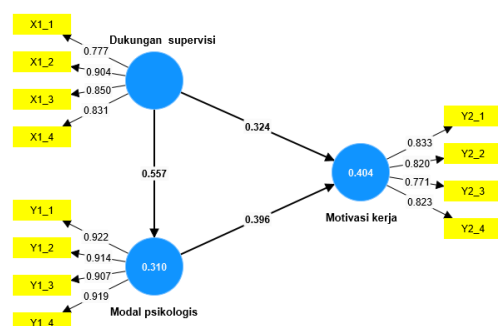 X1_1
Dukungan supervisi
0.777
X1_2
0.904
X1_3
0.850
X1_4
0.831
0.324
Y2_1
0.833
Y2_2
0.820
0.404
0.771
Y2_3
0.823
Y2_4
Motivasi kerja
0.557
0.396
Y1_1
0.922
Y1_2
0.914
0.310
Y1_3
0.907
0.919
Y1_4
Modal psikologis